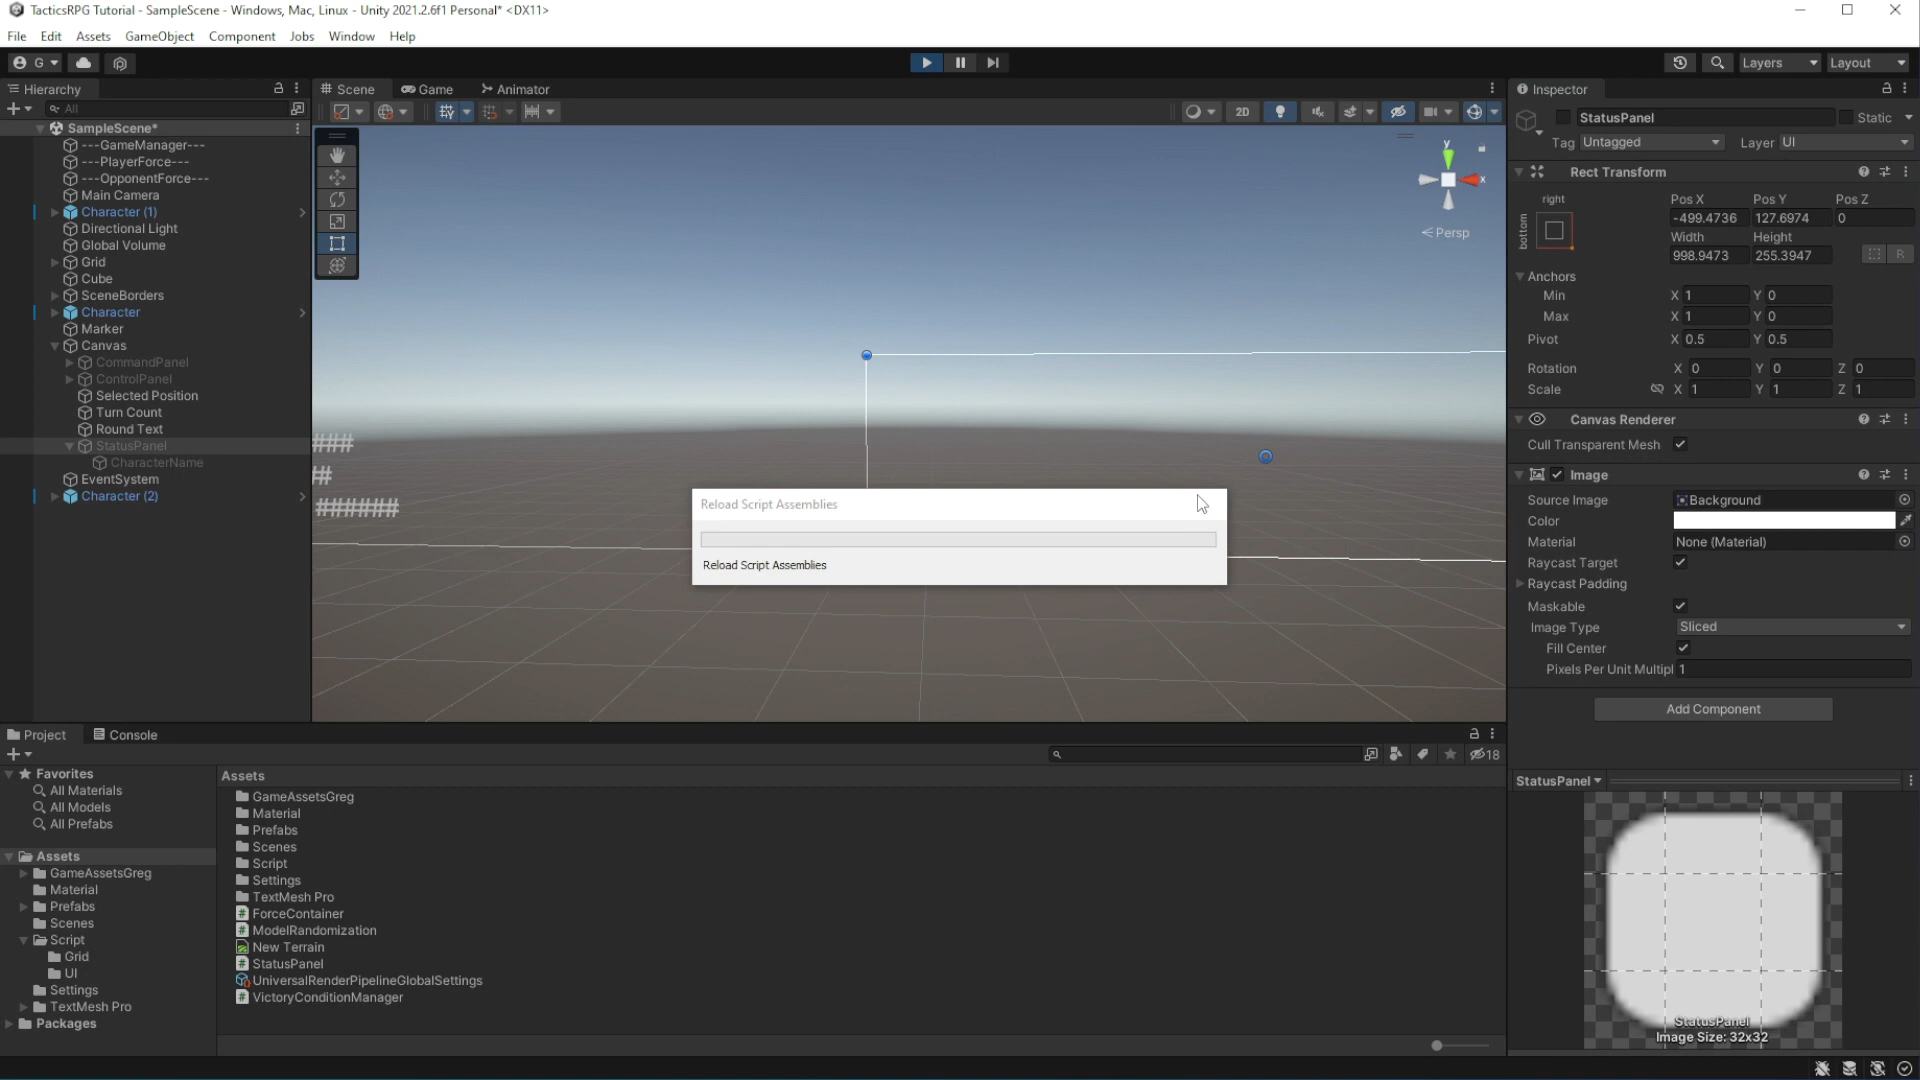 TacticsRPG Tutorial - SampleScene - Windows, Mac, Linux - Unity 2021.2.6f1 Personal* <DX11>
File Edit Assets GameObject Component Jobs Window Help
G Layers Layout
Hierarchy
All
SampleScene*
---GameManager---
---PlayerForce---
---OpponentForce---
Main Camera
Character (1)
Directional Light
Global Volume
Grid
Cube
SceneBorders
Character
Marker
Canvas
CommandPanel
ControlPanel
Selected Position
Turn Count
Round Text
StatusPanel
CharacterName
EventSystem
Character (2)
Scene Game Animator
2D
y
x
Persp
###
#
######
Reload Script Assemblies
Reload Script Assemblies
Inspector
StatusPanel Static
Tag Untagged Layer UI
Rect Transform
right
bottom
Pos X Pos Y Pos Z
-499.4736 127.6974 0
Width Height
998.9473 255.3947 R
Anchors
Min X 1 Y 0
Max X 1 Y 0
Pivot X 0.5 Y 0.5
Rotation X 0 Y 0 Z 0
Scale X 1 Y 1 Z 1
Canvas Renderer
Cull Transparent Mesh
Image
Source Image Background
Color
Material None (Material)
Raycast Target
Raycast Padding
Maskable
Image Type Sliced
Fill Center
Pixels Per Unit Multipl 1
Add Component
StatusPanel
StatusPanel
Image Size: 32x32
Project Console
18
Favorites
All Materials
All Models
All Prefabs
Assets
GameAssetsGreg
Material
Prefabs
Scenes
Script
Grid
UI
Settings
TextMesh Pro
Packages
Assets
GameAssetsGreg
Material
Prefabs
Scenes
Script
Settings
TextMesh Pro
ForceContainer
ModelRandomization
New Terrain
StatusPanel
UniversalRenderPipelineGlobalSettings
VictoryConditionManager